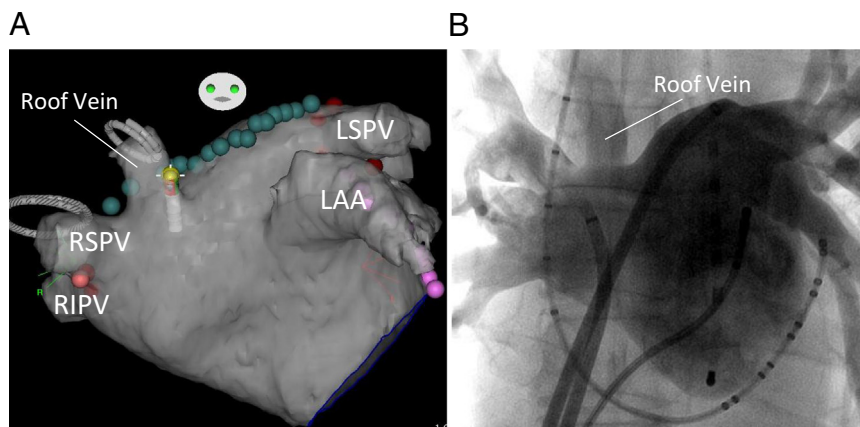 A
B
Roof Vein
Roof Vein
LSPV
LAA
RSPV
RIPV
R